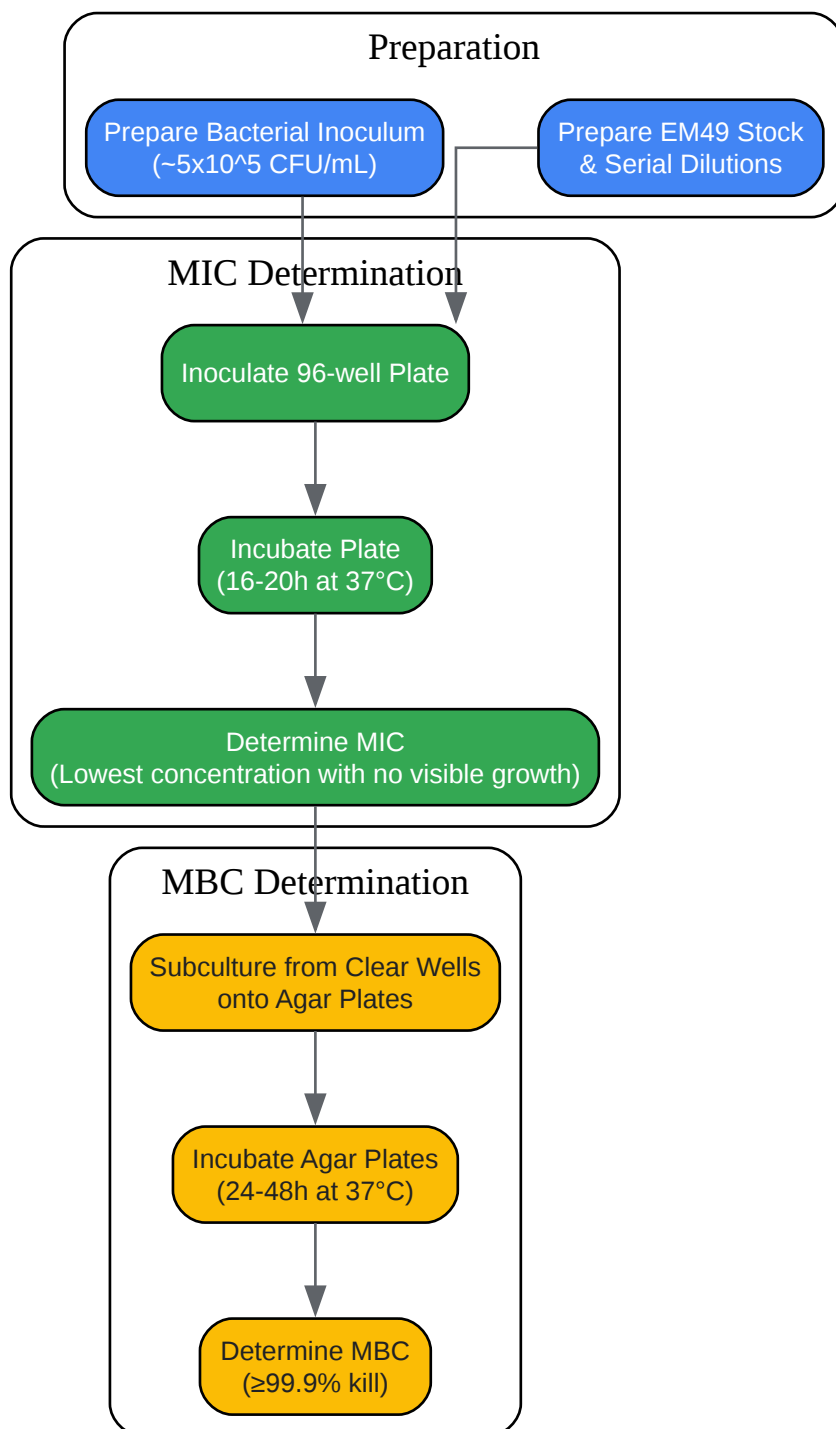 Preparation
Prepare Bacterial Inoculum
(~5x10^5 CFU/mL)
Prepare EM49 Stock
& Serial Dilutions
MIC Determination
Inoculate 96-well Plate
Incubate Plate
(16-20h at 37°C)
Determine MIC
(Lowest concentration with no visible growth)
MBC Determination
Subculture from Clear Wells
onto Agar Plates
Incubate Agar Plates
(24-48h at 37°C)
Determine MBC
(≥99.9% kill)